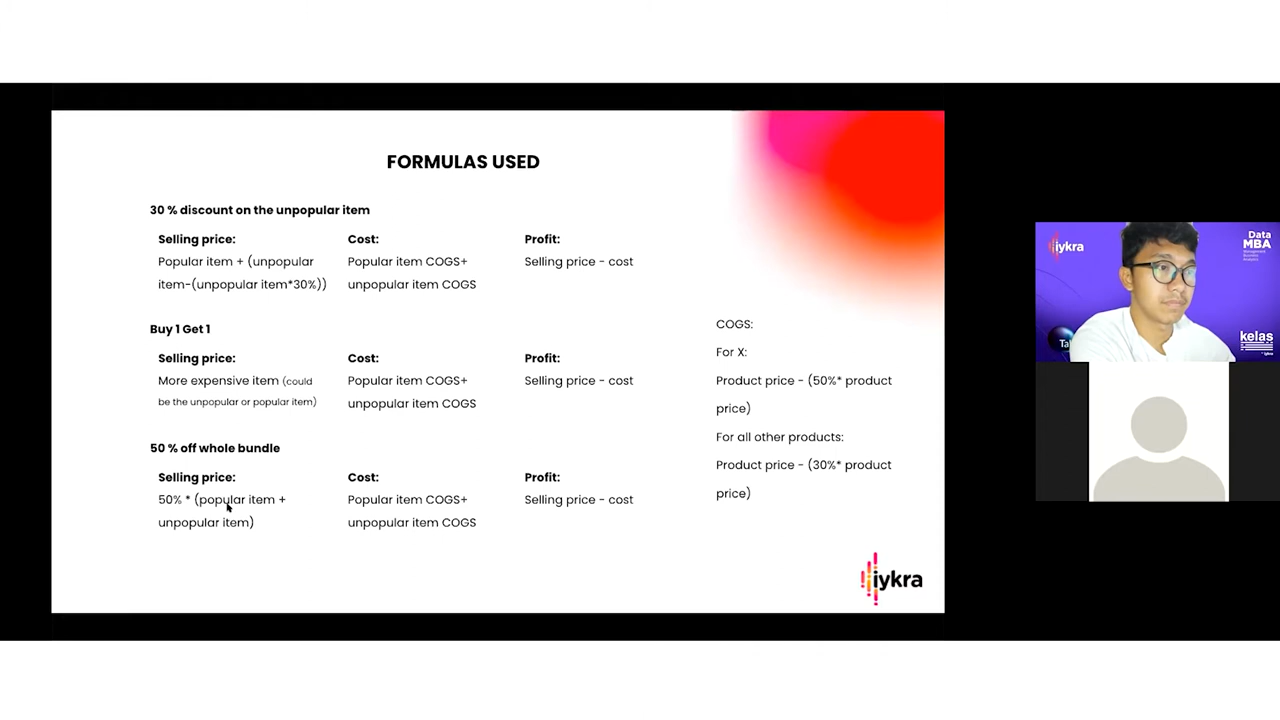 FORMULAS USED
30 % discount on the unpopular item
Selling price:
Popular item + (unpopular
item-(unpopular item*30%))
Cost:
Popular item COGS+
unpopular item COGS
Profit:
Selling price - cost
Buy 1 Get 1
Selling price:
More expensive item (could
be the unpopular or popular item)
Cost:
Popular item COGS+
unpopular item COGS
Profit:
Selling price - cost
50 % off whole bundle
Selling price:
50% * (popular item +
unpopular item)
Cost:
Popular item COGS+
unpopular item COGS
Profit:
Selling price - cost
COGS:
For X:
Product price - (50%* product
price)
For all other products:
Product price - (30%* product
price)
iykra
iykra
Data
MBA
kelas